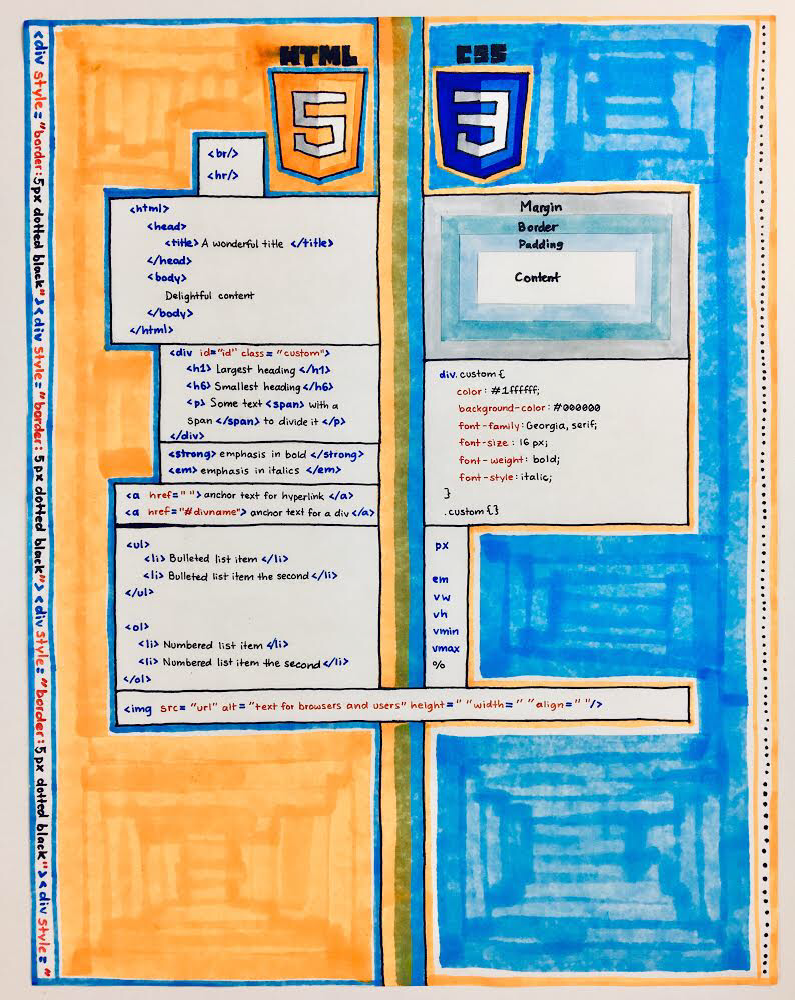 <div style="border:5px dotted black"><div style="border:5px dotted black"><div style="border:5px dotted black"><div style="
HTML
5
<br/>
<hr/>
<html>
<head>
<title> A wonderful title </title>
</head>
<body>
Delightful content
</body>
</html>
<div id="id" class="custom">
<h1> Largest heading </h1>
<h6> Smallest heading </h6>
<p> Some text <span> with a
span </span> to divide it </p>
</div>
<strong> emphasis in bold </strong>
<em> emphasis in italics </em>
<a href=" "> anchor text for hyperlink </a>
<a href="#divname"> anchor text for a div </a>
<ul>
<li> Bulleted list item </li>
<li> Bulleted list item the second </li>
</ul>
<ol>
<li> Numbered list item </li>
<li> Numbered list item the second </li>
</ol>
<img src="url" alt="text for browsers and users" height=" " width=" " align=" "/>
CSS
3
Margin
Border
Padding
Content
div.custom {
color: #1ffffff;
background-color: #000000
font-family: Georgia, serif;
font-size: 16 px;
font-weight: bold;
font-style: italic;
}
.custom {}
px
em
vw
vh
vmin
vmax
%